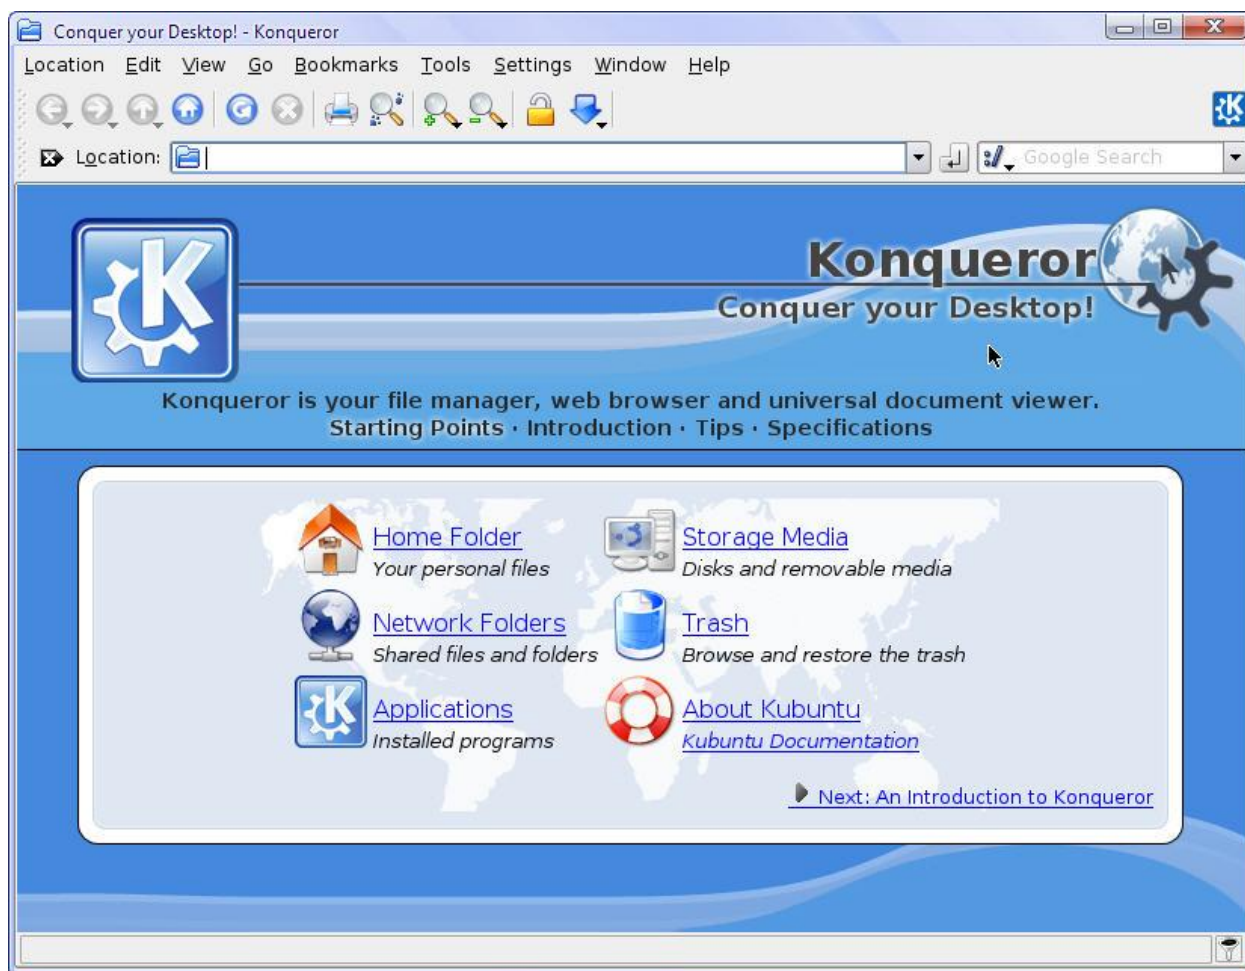 Conquer your Desktop! - Konqueror
Location Edit View Go Bookmarks Tools Settings Window Help
Location: Google Search
Konqueror
Conquer your Desktop!
Konqueror is your file manager, web browser and universal document viewer.
Starting Points · Introduction · Tips · Specifications
Home Folder
Your personal files
Storage Media
Disks and removable media
Network Folders
Shared files and folders
Trash
Browse and restore the trash
Applications
Installed programs
About Kubuntu
Kubuntu Documentation
Next: An Introduction to Konqueror